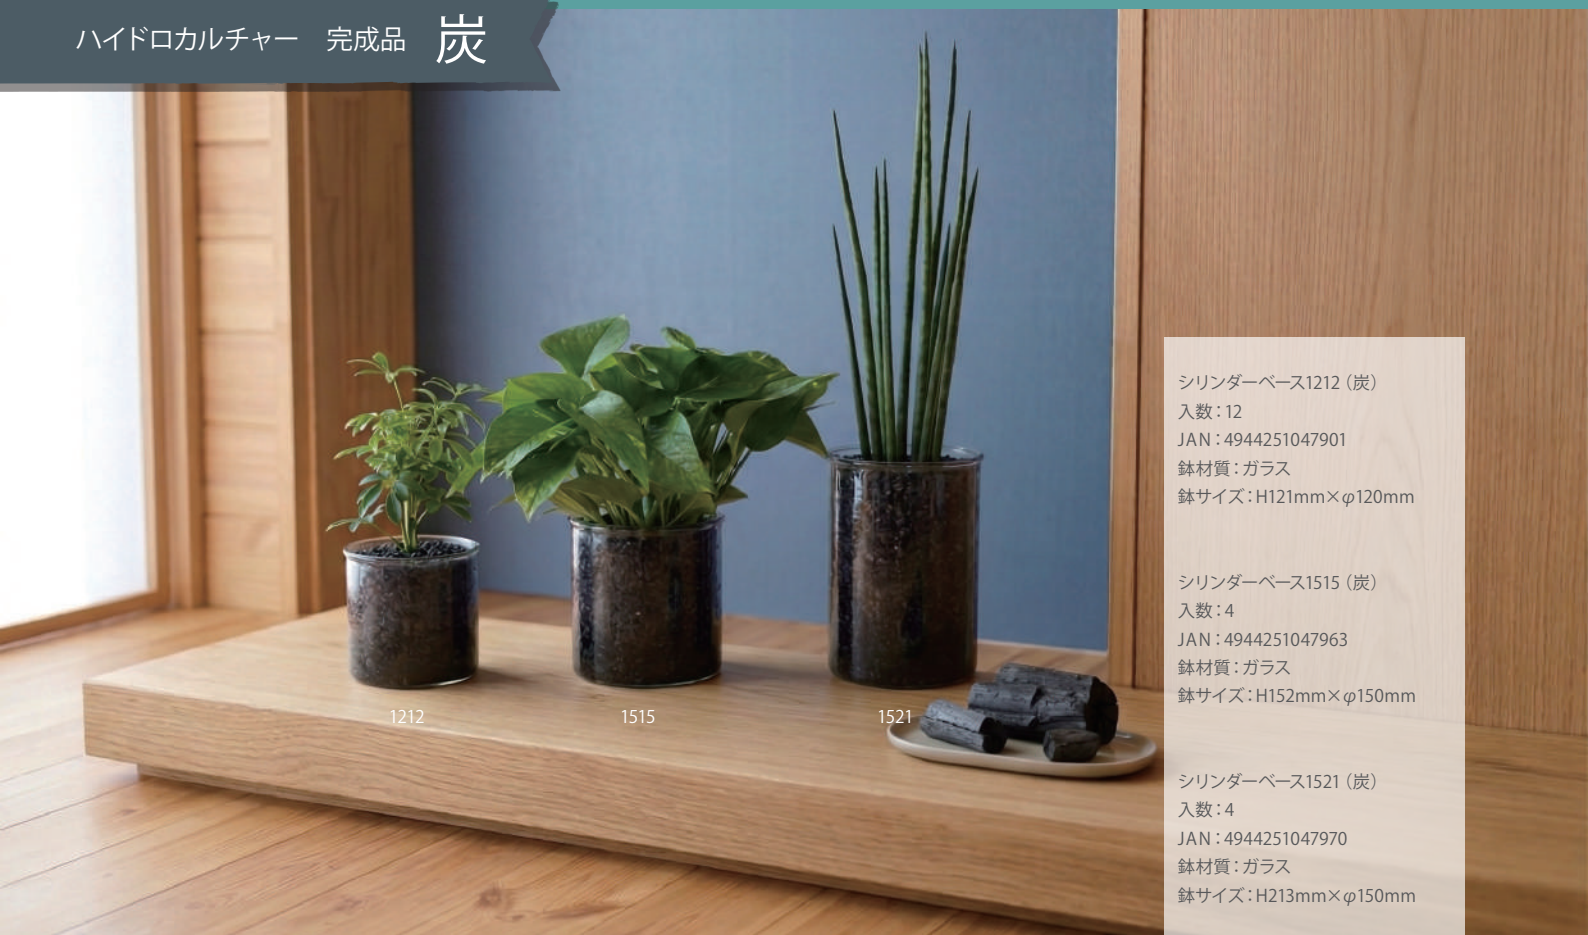 ハイドロカルチャー 完成品 炭
シリンダーベース1212（炭）
入数：12
JAN：4944251047901
鉢材質：ガラス
鉢サイズ：H121mm×φ120mm
シリンダーベース1515（炭）
入数：4
JAN：4944251047963
鉢材質：ガラス
鉢サイズ：H152mm×φ150mm
シリンダーベース1521（炭）
入数：4
JAN：4944251047970
鉢材質：ガラス
鉢サイズ：H213mm×φ150mm
1212 1515 1521